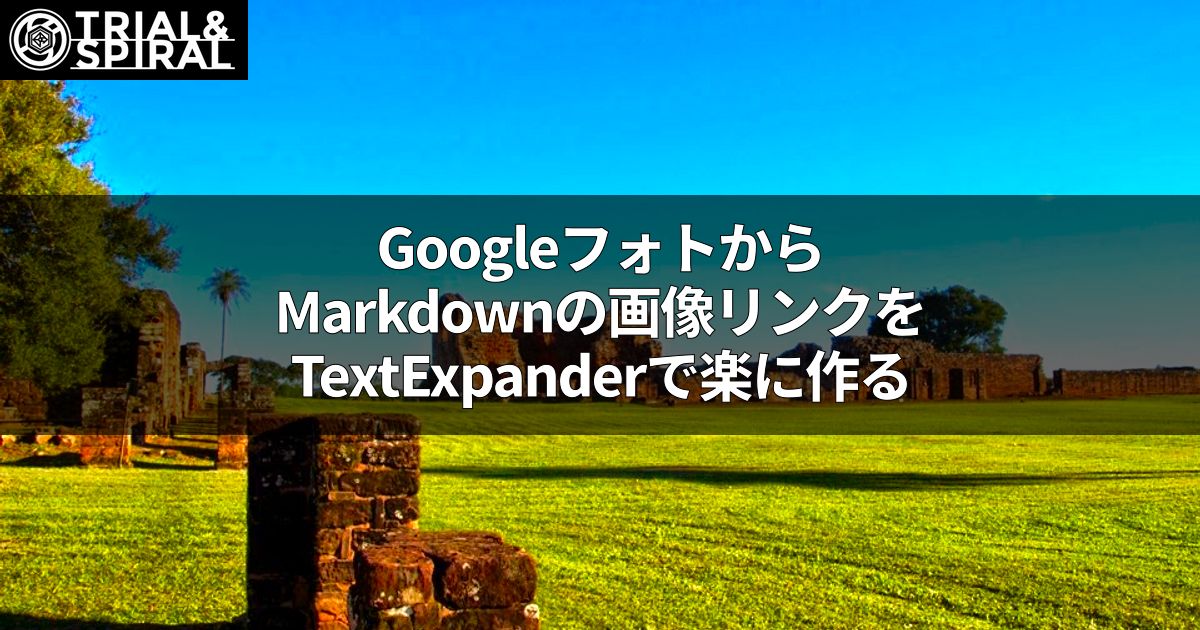 TRIAL&
SPIRAL
Googleフォトから
Markdownの画像リンクを
TextExpanderで楽に作る